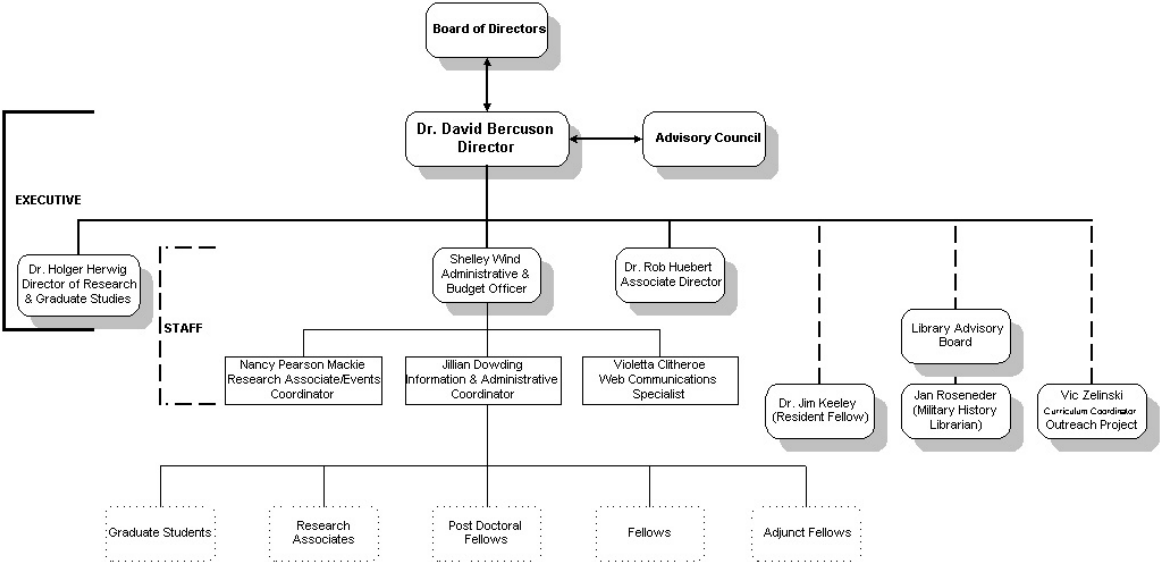 Board of Directors
Dr. David Bercuson
Director
Advisory Council
EXECUTIVE
Dr. Holger Herwig
Director of Research
& Graduate Studies
Shelley Wind
Administrative &
Budget Officer
Dr. Rob Huebert
Associate Director
STAFF
Library Advisory
Board
Nancy Pearson Mackie
Research Associate/Events
Coordinator
Jillian Dowding
Information & Administrative
Coordinator
Violetta Clitheroe
Web Communications
Specialist
Dr. Jim Keeley
(Resident Fellow)
Jan Roseneder
(Military History
Librarian)
Vic Zelinski
Curriculum Coordinator
Outreach Project
Graduate Students
Research
Associates
Post Doctoral
Fellows
Fellows
Adjunct Fellows